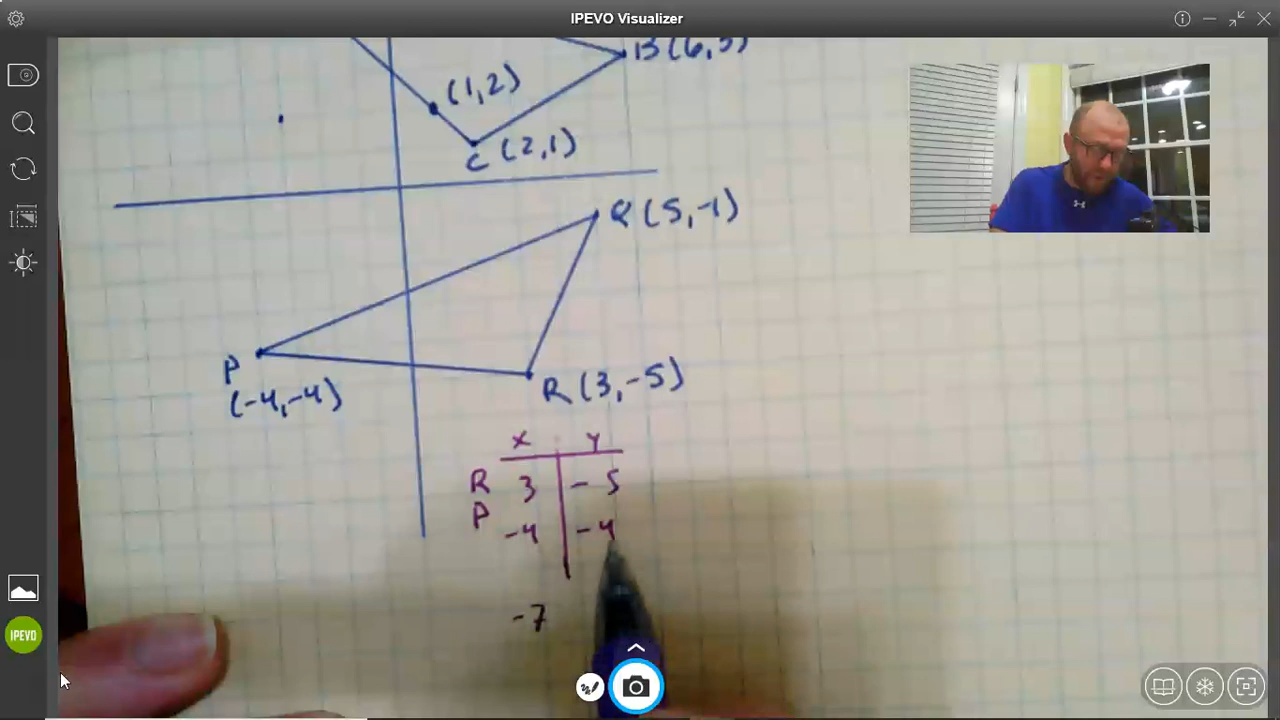 IPEVO Visualizer
B(6,5)
(1,2)
C (2,1)
Q (5,-1)
P
(-4,-4)
R (3,-5)
X Y
R 3 -5
P -4 -4
-7
IPEVO